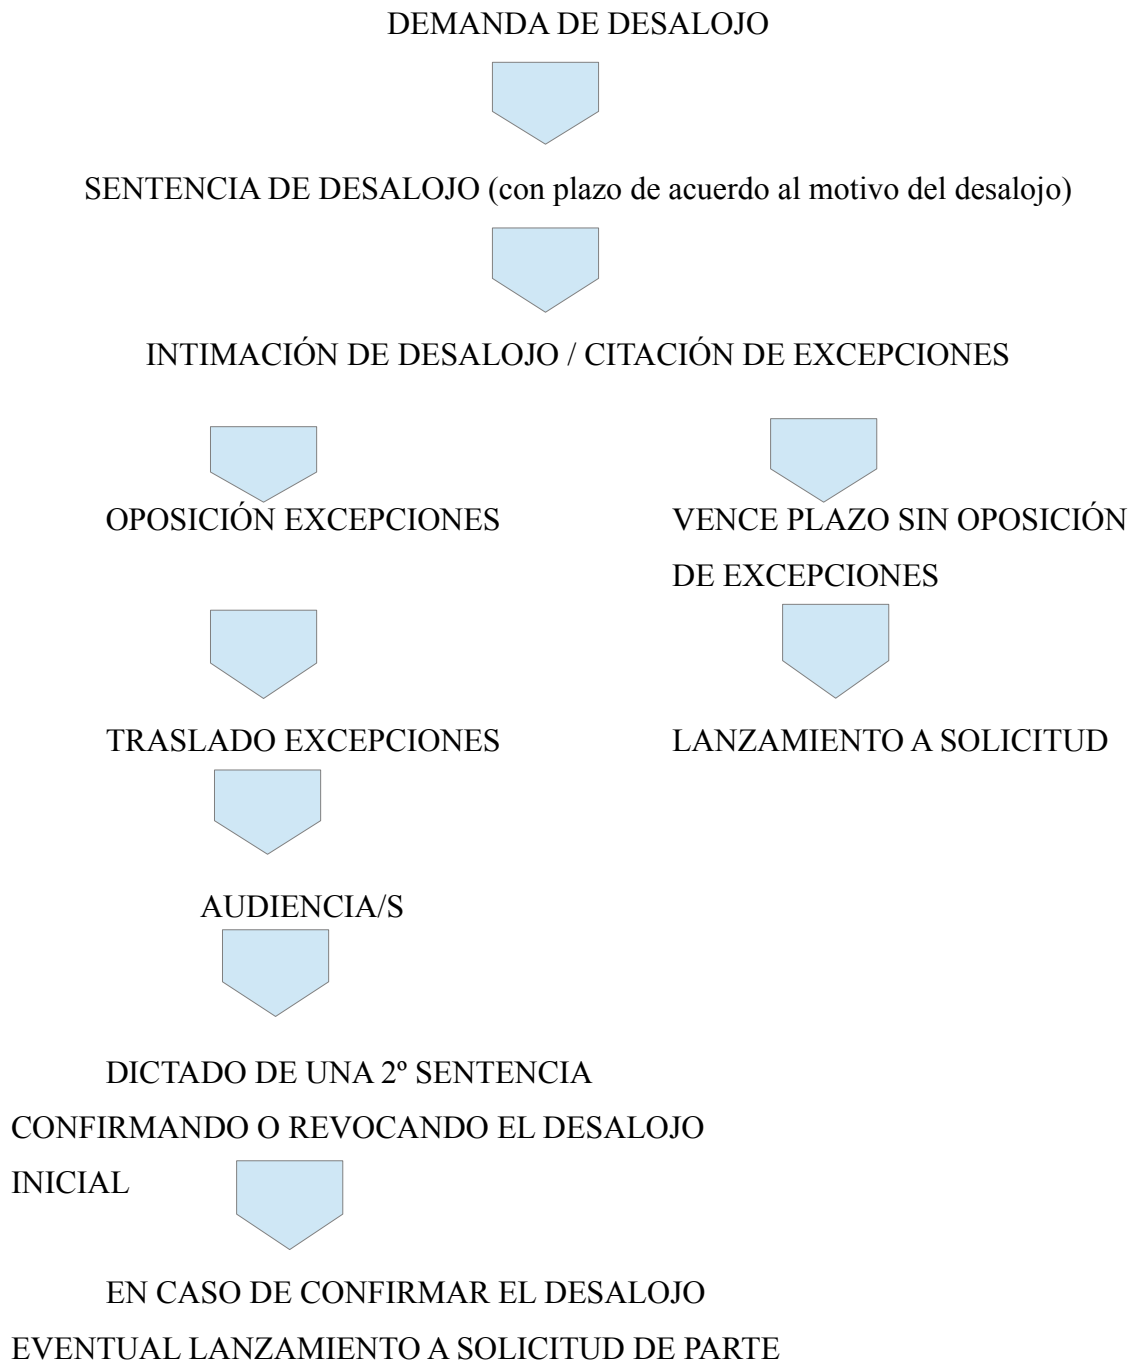 DEMANDA DE DESALOJO
SENTENCIA DE DESALOJO (con plazo de acuerdo al motivo del desalojo)
INTIMACIÓN DE DESALOJO / CITACIÓN DE EXCEPCIONES
OPOSICIÓN EXCEPCIONES
VENCE PLAZO SIN OPOSICIÓN
DE EXCEPCIONES
TRASLADO EXCEPCIONES
LANZAMIENTO A SOLICITUD
AUDIENCIA/S
DICTADO DE UNA 2º SENTENCIA
CONFIRMANDO O REVOCANDO EL DESALOJO
INICIAL
EN CASO DE CONFIRMAR EL DESALOJO
EVENTUAL LANZAMIENTO A SOLICITUD DE PARTE